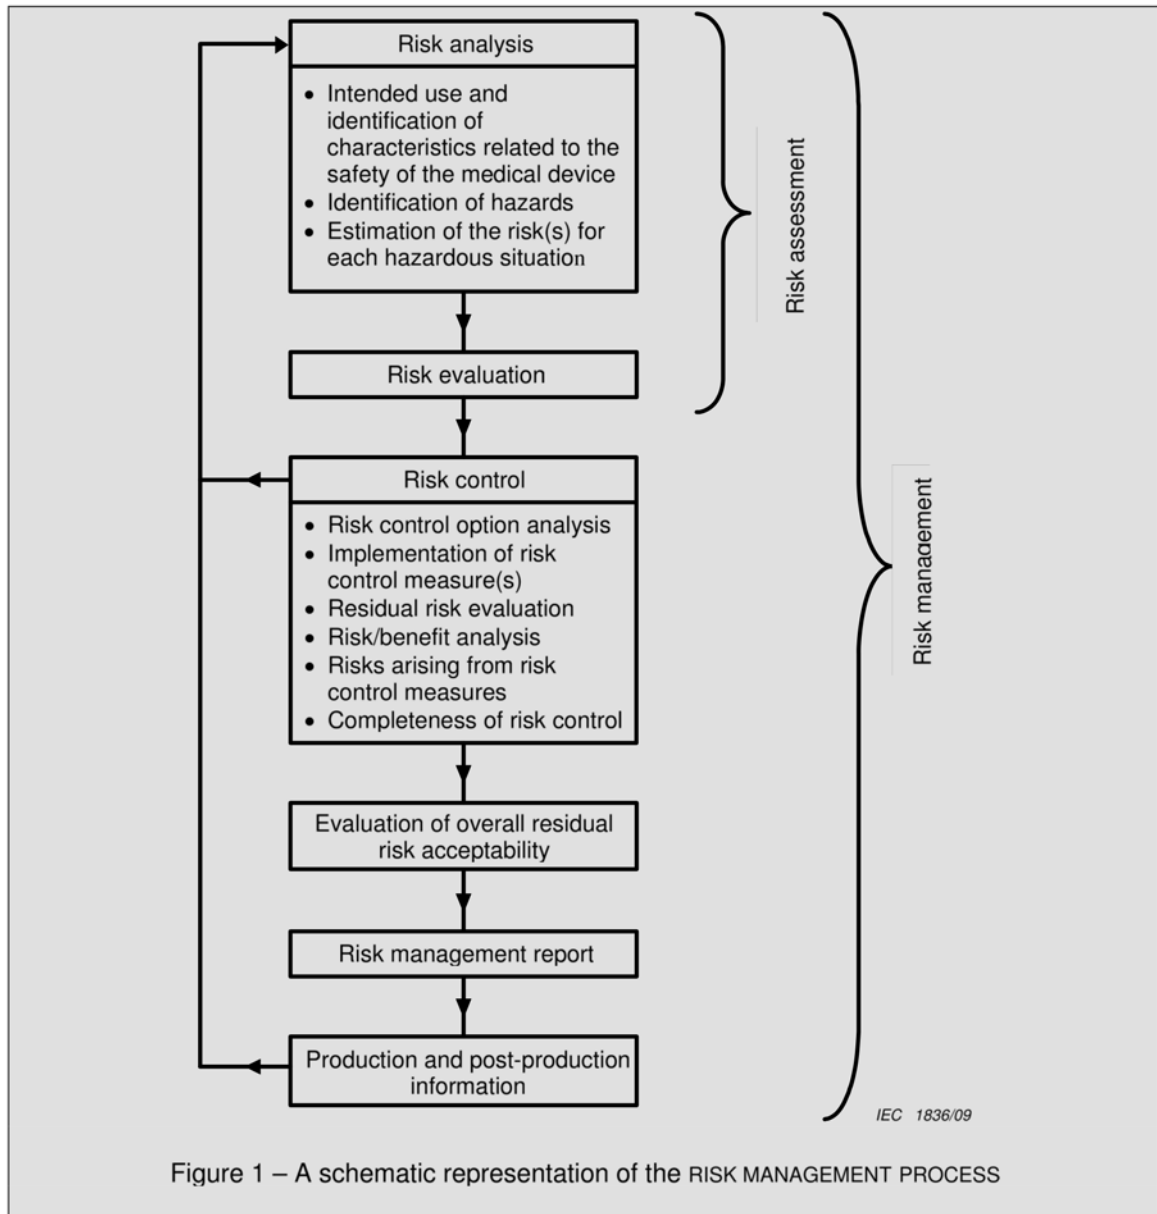 Risk analysis
• Intended use and
identification of
characteristics related to the
safety of the medical device
• Identification of hazards
• Estimation of the risk(s) for
each hazardous situation
Risk evaluation
Risk assessment
Risk control
• Risk control option analysis
• Implementation of risk
control measure(s)
• Residual risk evaluation
• Risk/benefit analysis
• Risks arising from risk
control measures
• Completeness of risk control
Risk management
Evaluation of overall residual
risk acceptability
Risk management report
Production and post-production
information
IEC 1836/09
Figure 1 – A schematic representation of the RISK MANAGEMENT PROCESS